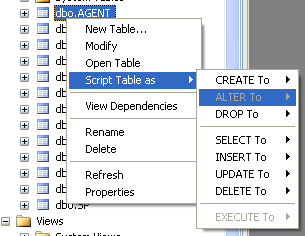 dbo.AGENT
New Table...
Modify
Open Table
Script Table as
CREATE To
ALTER To
DROP To
SELECT To
INSERT To
UPDATE To
DELETE To
EXECUTE To
View Dependencies
Rename
Delete
Refresh
Properties
dbo.SP
Views